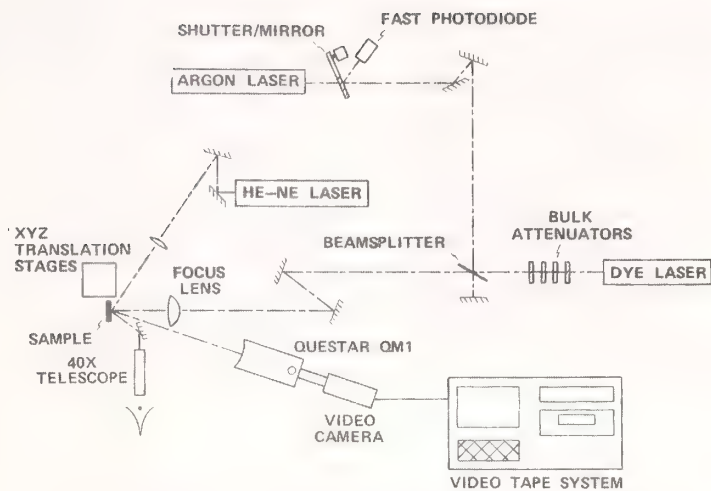 SHUTTER/MIRROR
FAST PHOTODIODE
ARGON LASER
HE-NE LASER
XYZ
TRANSLATION
STAGES
FOCUS
LENS
BEAMSPLITTER
BULK
ATTENUATORS
DYE LASER
SAMPLE
40X
TELESCOPE
QUESTAR QM1
VIDEO
CAMERA
VIDEO TAPE SYSTEM